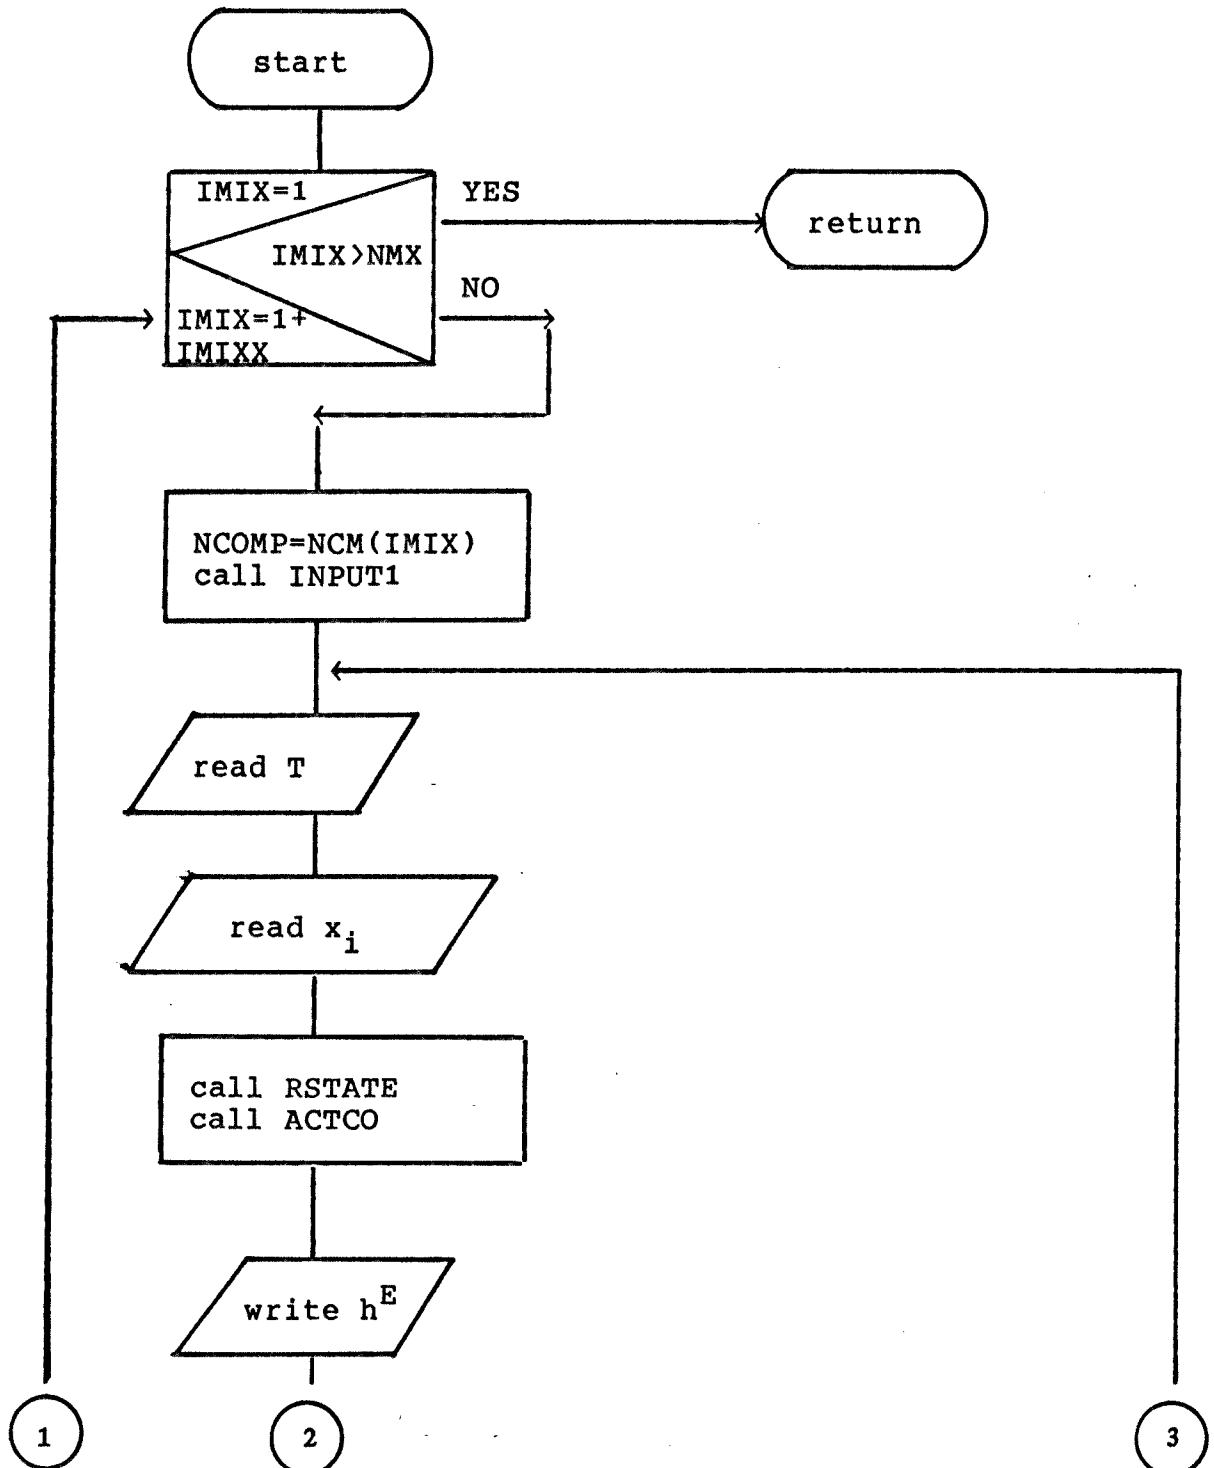 start
IMIX=1
YES
return
IMIX>NMX
NO
IMIX=1+
IMIXX
NCOMP=NCM(IMIX)
call INPUT1
read T
read x_i
call RSTATE
call ACTCO
write h^E
1
2
3